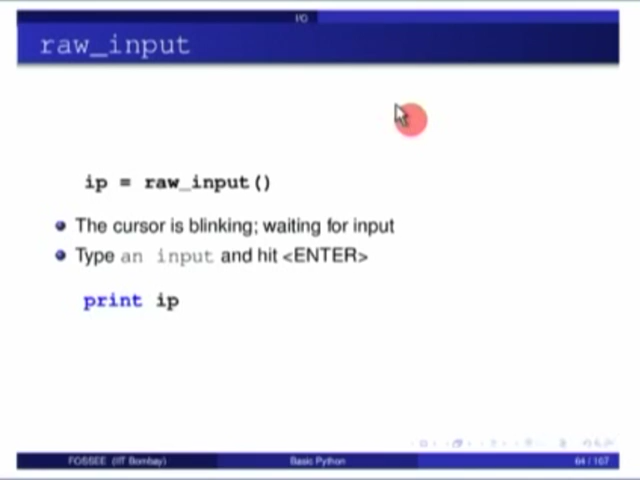 I/O
raw_input
ip = raw_input()
The cursor is blinking; waiting for input
Type an input and hit <ENTER>
print ip
FOSSEE (IIT Bombay) Basic Python 64 / 167